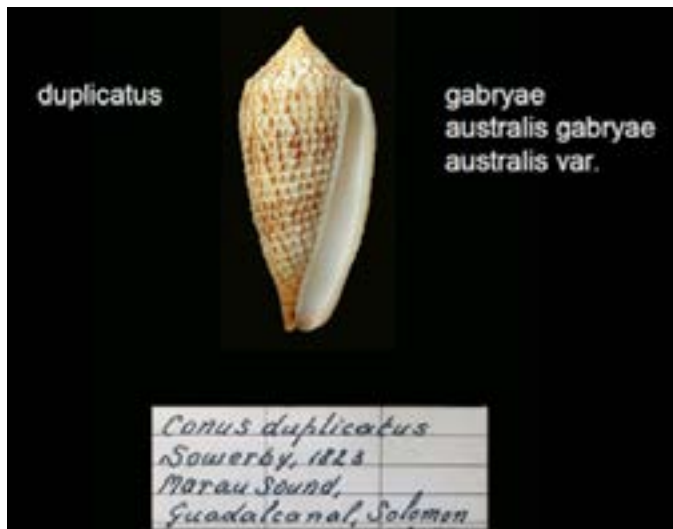 duplicatus
gabryae
australis gabryae
australis var.
Conus duplicatus
Sowerby, 1823
Marau Sound,
Guadalcanal, Solomon